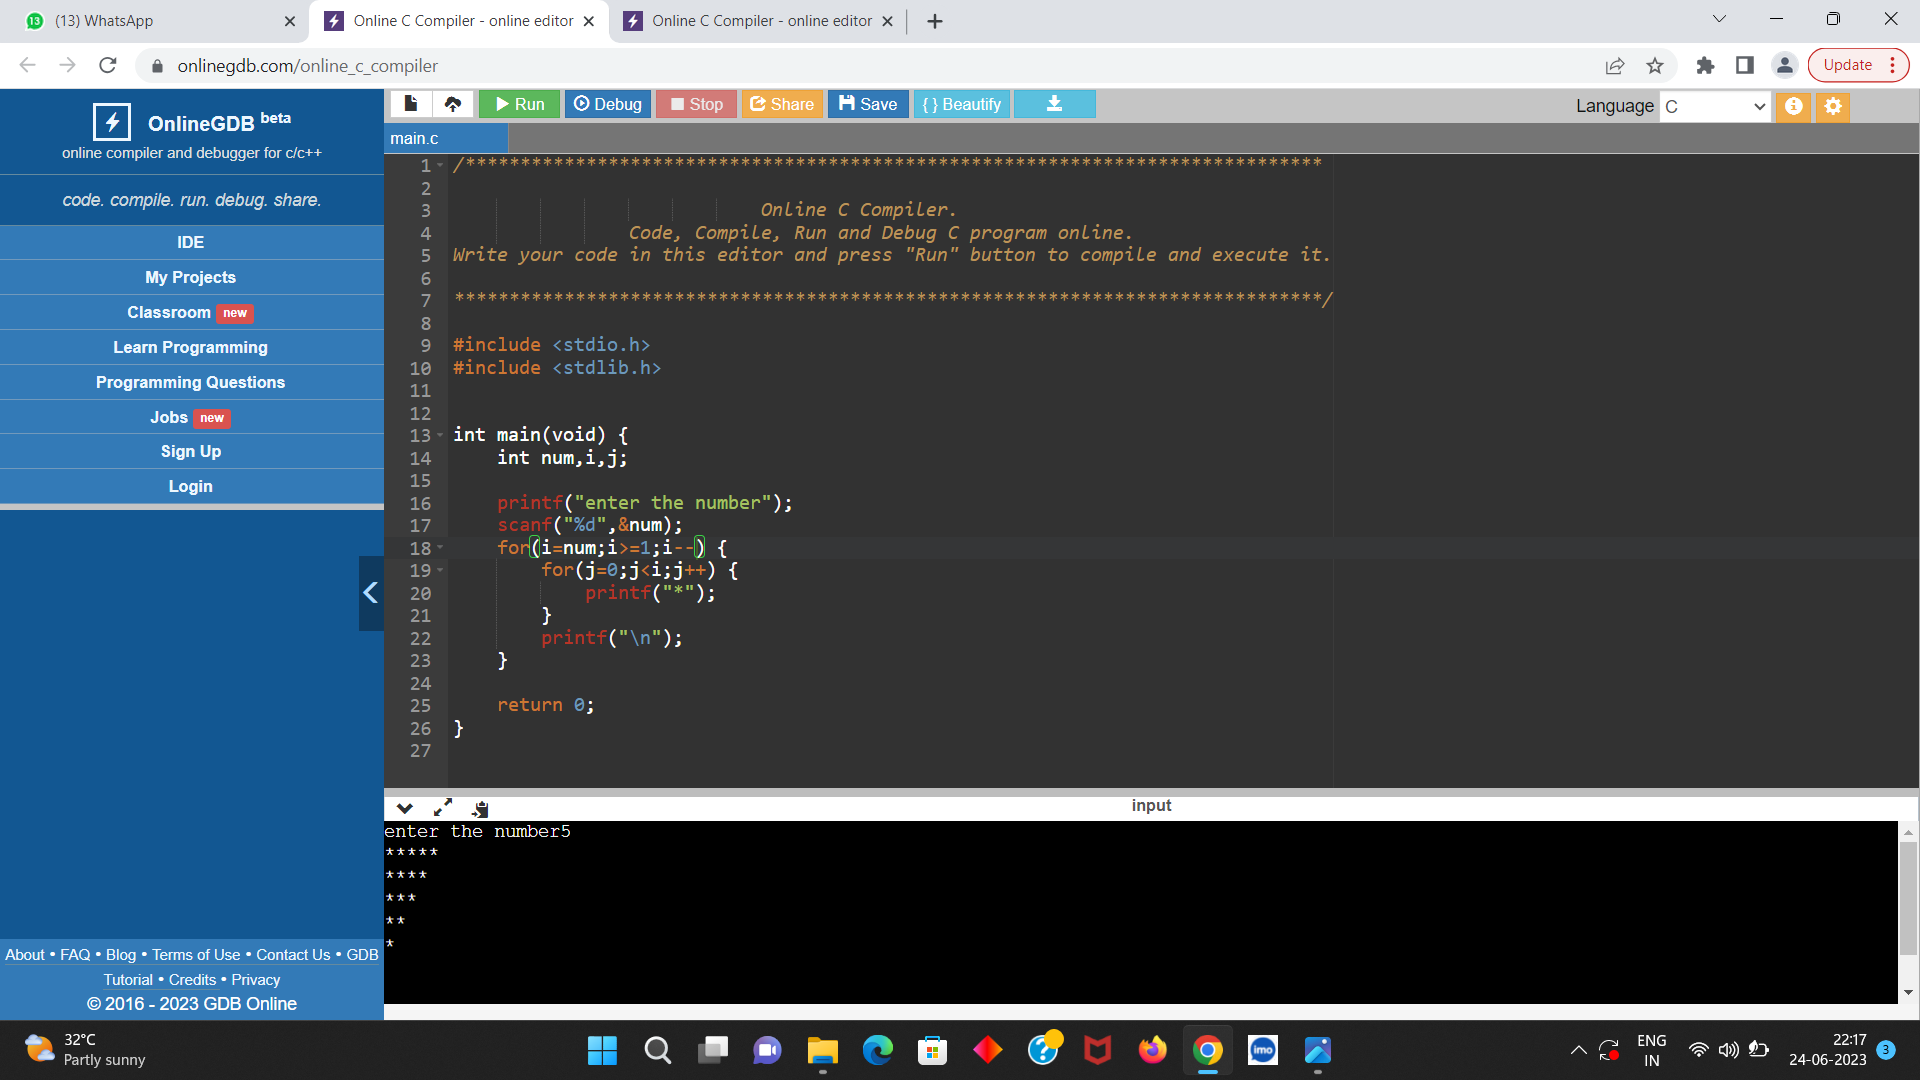 (13) WhatsApp
Online C Compiler - online editor
Online C Compiler - online editor
onlinegdb.com/online_c_compiler
Update
OnlineGDB beta
online compiler and debugger for c/c++
code. compile. run. debug. share.
IDE
My Projects
Classroom new
Learn Programming
Programming Questions
Jobs new
Sign Up
Login
About • FAQ • Blog • Terms of Use • Contact Us • GDB
Tutorial • Credits • Privacy
© 2016 - 2023 GDB Online
Run Debug Stop Share Save { } Beautify
Language C
main.c
1 /******************************************************************************
2
3 Online C Compiler.
4 Code, Compile, Run and Debug C program online.
5 Write your code in this editor and press "Run" button to compile and execute it.
6
7 *******************************************************************************/
8
9 #include <stdio.h>
10 #include <stdlib.h>
11
12
13 int main(void) {
14 int num,i,j;
15
16 printf("enter the number");
17 scanf("%d",&num);
18 for(i=num;i>=1;i--) {
19 for(j=0;j<i;j++) {
20 printf("*");
21 }
22 printf("\n");
23 }
24
25 return 0;
26 }
27
input
enter the number5
*****
****
***
**
*
32°C
Partly sunny
imo
ENG
IN
22:17
24-06-2023
3